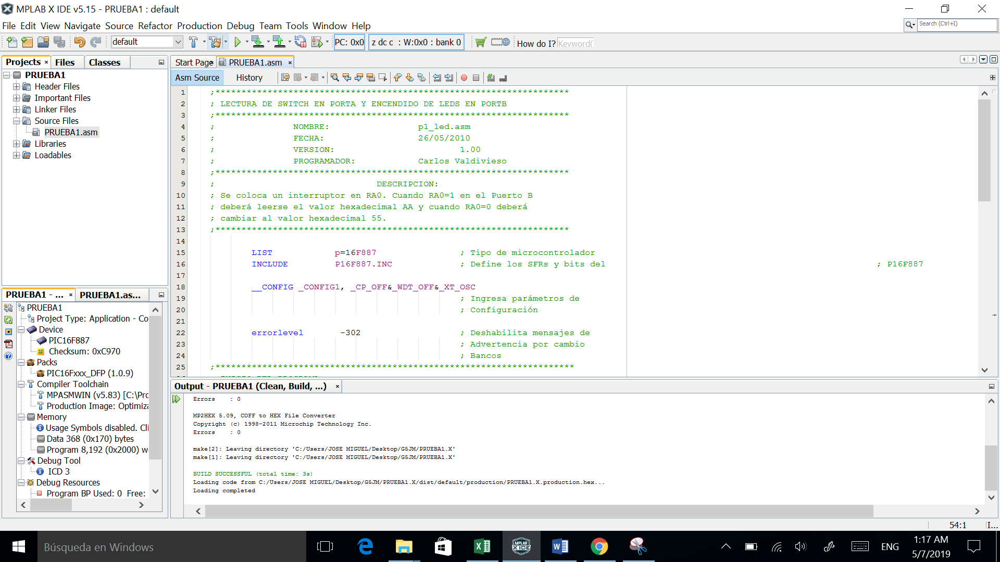 MPLAB X IDE v5.15 - PRUEBA1 : default
File Edit View Navigate Source Refactor Production Debug Team Tools Window Help
Search (Ctrl+I)
default
PC: 0x0
z dc c : W:0x0 : bank 0
How do I?
Keyword(
Projects
Files
Classes
PRUEBA1
Header Files
Important Files
Linker Files
Source Files
PRUEBA1.asm
Libraries
Loadables
Start Page
PRUEBA1.asm
Asm Source
History
1 ;********************************************************************
2 ; LECTURA DE SWITCH EN PORTA Y ENCENDIDO DE LEDS EN PORTB
3 ;********************************************************************
4 ; NOMBRE: p1_led.asm
5 ; FECHA: 26/05/2010
6 ; VERSION: 1.00
7 ; PROGRAMADOR: Carlos Valdivieso
8 ;********************************************************************
9 ; DESCRIPCION:
10 ; Se coloca un interruptor en RA0. Cuando RA0=1 en el Puerto B
11 ; deberá leerse el valor hexadecimal AA y cuando RA0=0 deberá
12 ; cambiar al valor hexadecimal 55.
13 ;********************************************************************
14
15 LIST p=16F887 ; Tipo de microcontrolador
16 INCLUDE P16F887.INC ; Define los SFRs y bits del ; P16F887
17
18 __CONFIG _CONFIG1, _CP_OFF&_WDT_OFF&_XT_OSC
19 ; Ingresa parámetros de
20 ; Configuración
21
22 errorlevel -302 ; Deshabilita mensajes de
23 ; Advertencia por cambio
24 ; Bancos
25 ;*********************************************************************
PRUEBA1 - ...
PRUEBA1.as...
PRUEBA1
Project Type: Application - Co
Device
PIC16F887
Checksum: 0xC970
Packs
PIC16Fxxx_DFP (1.0.9)
Compiler Toolchain
MPASMWIN (v5.83) [C:\Pro
Production Image: Optimiza
Memory
Usage Symbols disabled. Cli
Data 368 (0x170) bytes
Program 8,192 (0x2000) w
Debug Tool
ICD 3
Debug Resources
Program BP Used: 0 Free:
Output - PRUEBA1 (Clean, Build, ...)
Errors : 0
MP2HEX 5.09, COFF to HEX File Converter
Copyright (c) 1998-2011 Microchip Technology Inc.
Errors : 0
make[2]: Leaving directory 'C:/Users/JOSE MIGUEL/Desktop/G5JM/PRUEBA1.X'
make[1]: Leaving directory 'C:/Users/JOSE MIGUEL/Desktop/G5JM/PRUEBA1.X'
BUILD SUCCESSFUL (total time: 3s)
Loading code from C:/Users/JOSE MIGUEL/Desktop/G5JM/PRUEBA1.X/dist/default/production/PRUEBA1.X.production.hex...
Loading completed
54:1
I...
Búsqueda en Windows
MPLAB X IDE
ENG
1:17 AM
5/7/2019